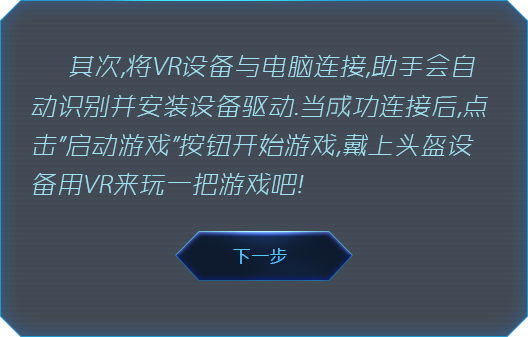 其次,将VR设备与电脑连接,助手会自
动识别并安装设备驱动.当成功连接后,点
击"启动游戏"按钮开始游戏,戴上头盔设
备用VR来玩一把游戏吧!
下一步